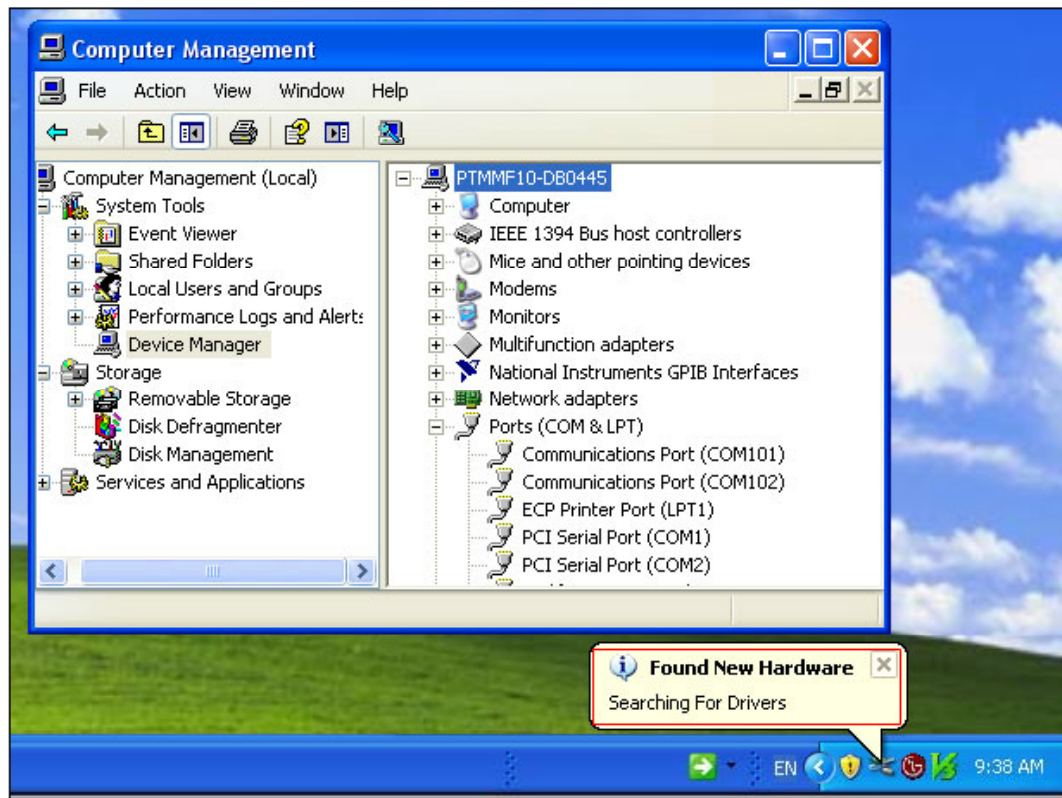 Computer Management
File Action View Window Help
Computer Management (Local)
System Tools
Event Viewer
Shared Folders
Local Users and Groups
Performance Logs and Alerts
Device Manager
Storage
Removable Storage
Disk Defragmenter
Disk Management
Services and Applications
PTMMF10-DB0445
Computer
IEEE 1394 Bus host controllers
Mice and other pointing devices
Modems
Monitors
Multifunction adapters
National Instruments GPIB Interfaces
Network adapters
Ports (COM & LPT)
Communications Port (COM101)
Communications Port (COM102)
ECP Printer Port (LPT1)
PCI Serial Port (COM1)
PCI Serial Port (COM2)
Found New Hardware
Searching For Drivers
EN 9:38 AM